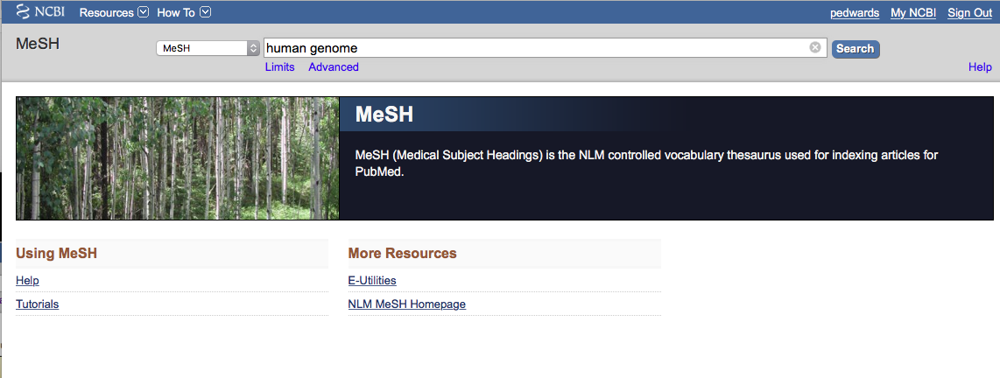 NCBI Resources How To pedwards My NCBI Sign Out
MeSH MeSH human genome Search
Limits Advanced Help
MeSH
MeSH (Medical Subject Headings) is the NLM controlled vocabulary thesaurus used for indexing articles for
PubMed.
Using MeSH More Resources
Help E-Utilities
Tutorials NLM MeSH Homepage